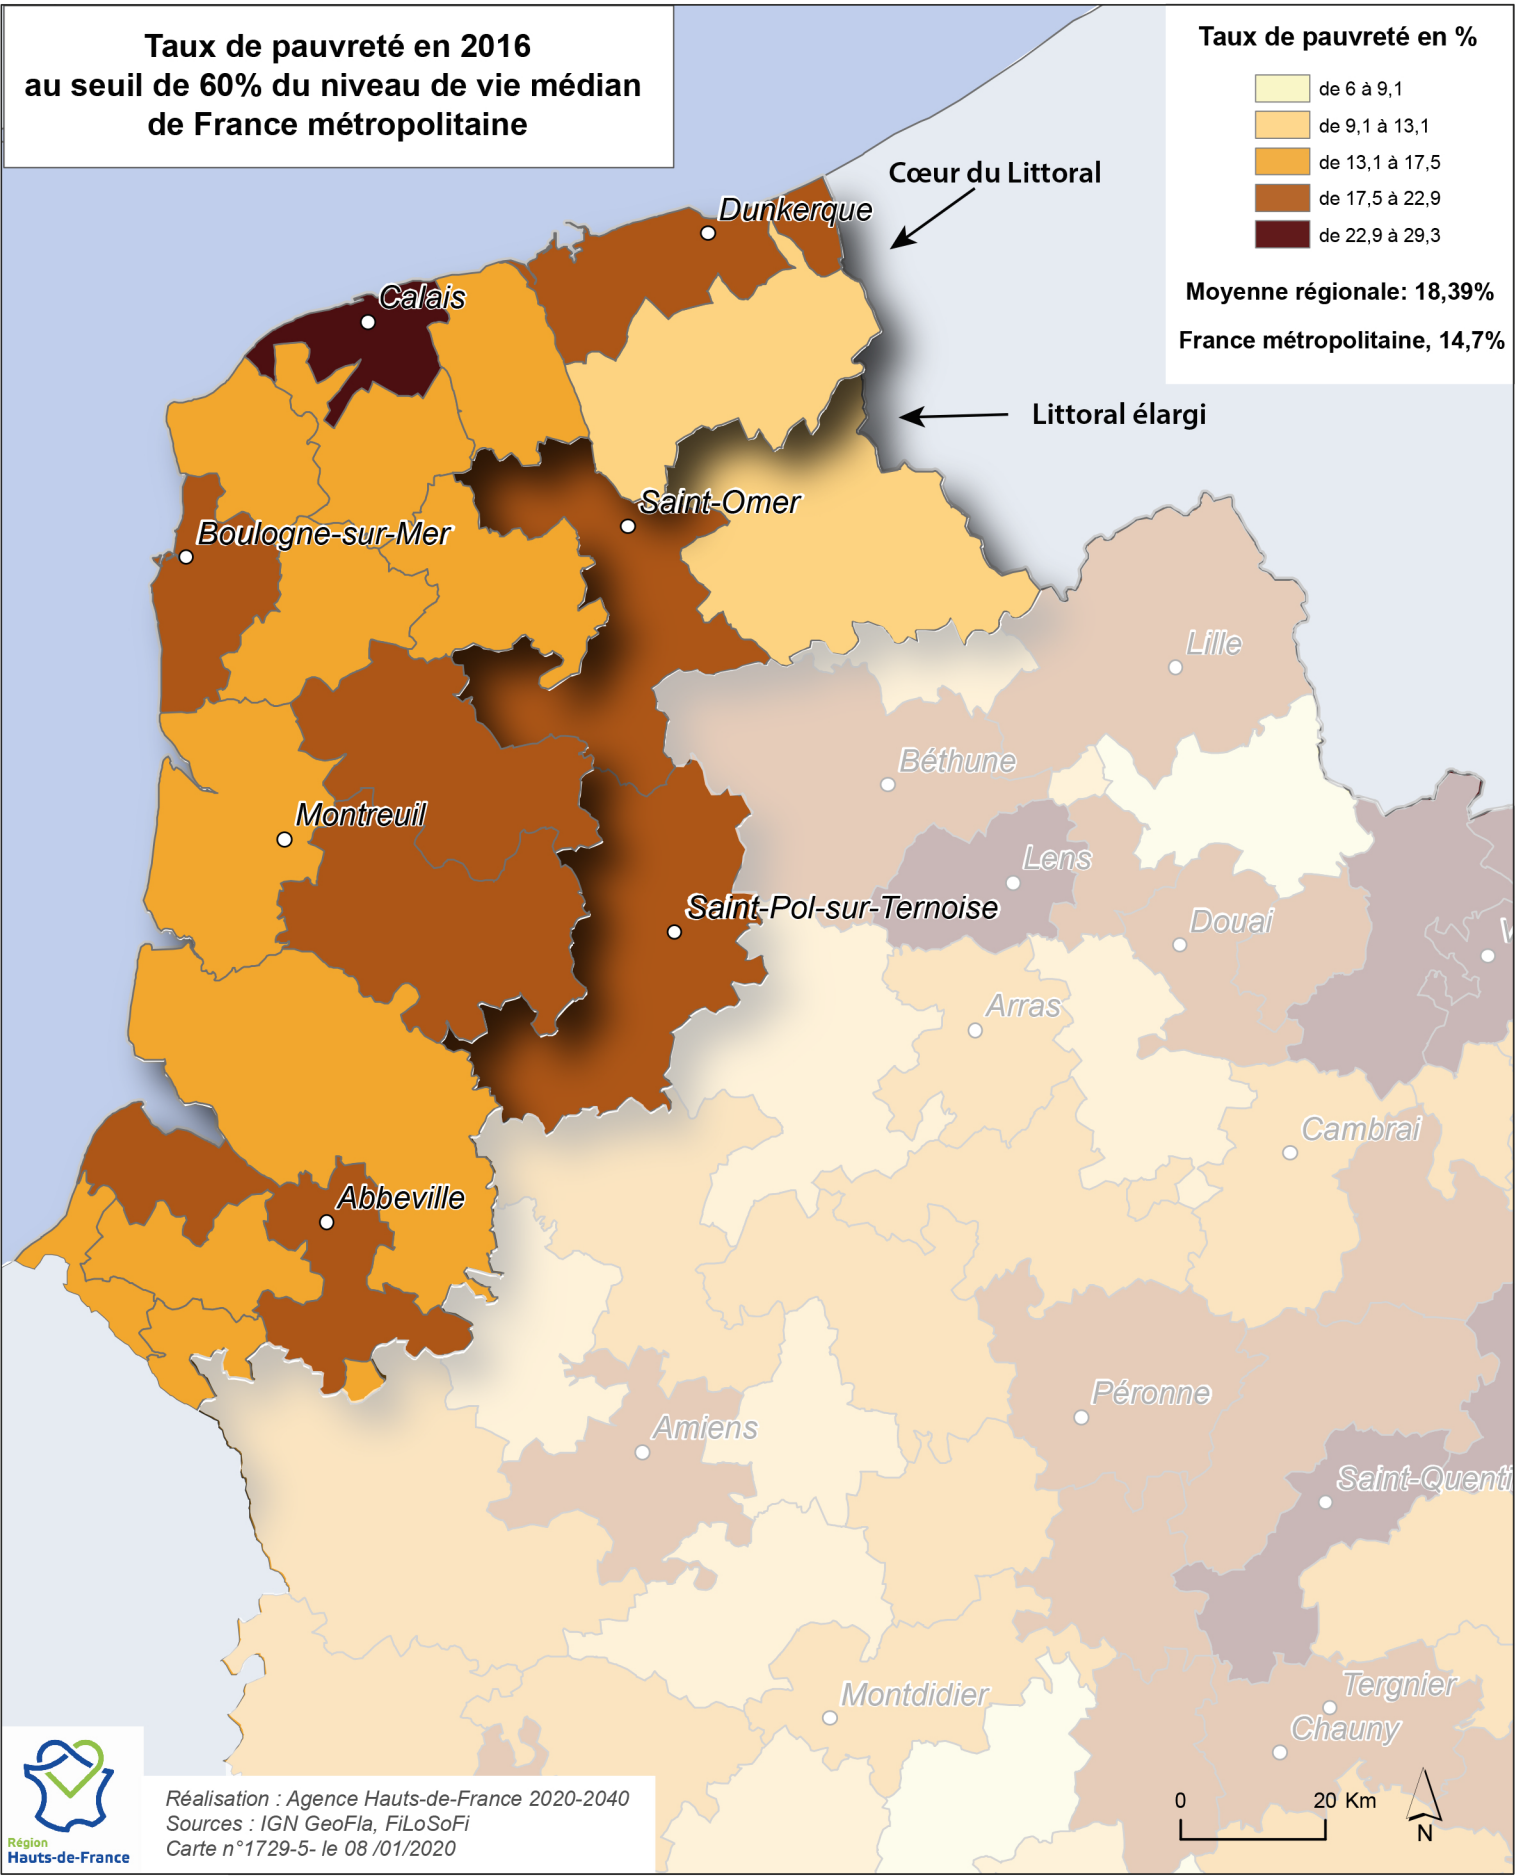 Taux de pauvreté en 2016
au seuil de 60% du niveau de vie médian
de France métropolitaine
Taux de pauvreté en %
de 6 à 9,1
de 9,1 à 13,1
de 13,1 à 17,5
de 17,5 à 22,9
de 22,9 à 29,3
Moyenne régionale: 18,39%
France métropolitaine, 14,7%
Cœur du Littoral
Dunkerque
Calais
Littoral élargi
Saint-Omer
Boulogne-sur-Mer
Lille
Béthune
Montreuil
Lens
Saint-Pol-sur-Ternoise
Douai
Arras
Cambrai
Abbeville
Péronne
Amiens
Saint-Quenti
Tergnier
Montdidier
Chauny
Région
Hauts-de-France
Réalisation : Agence Hauts-de-France 2020-2040
Sources : IGN GeoFla, FiLoSoFi
Carte n°1729-5- le 08 /01/2020
0 20 Km
N